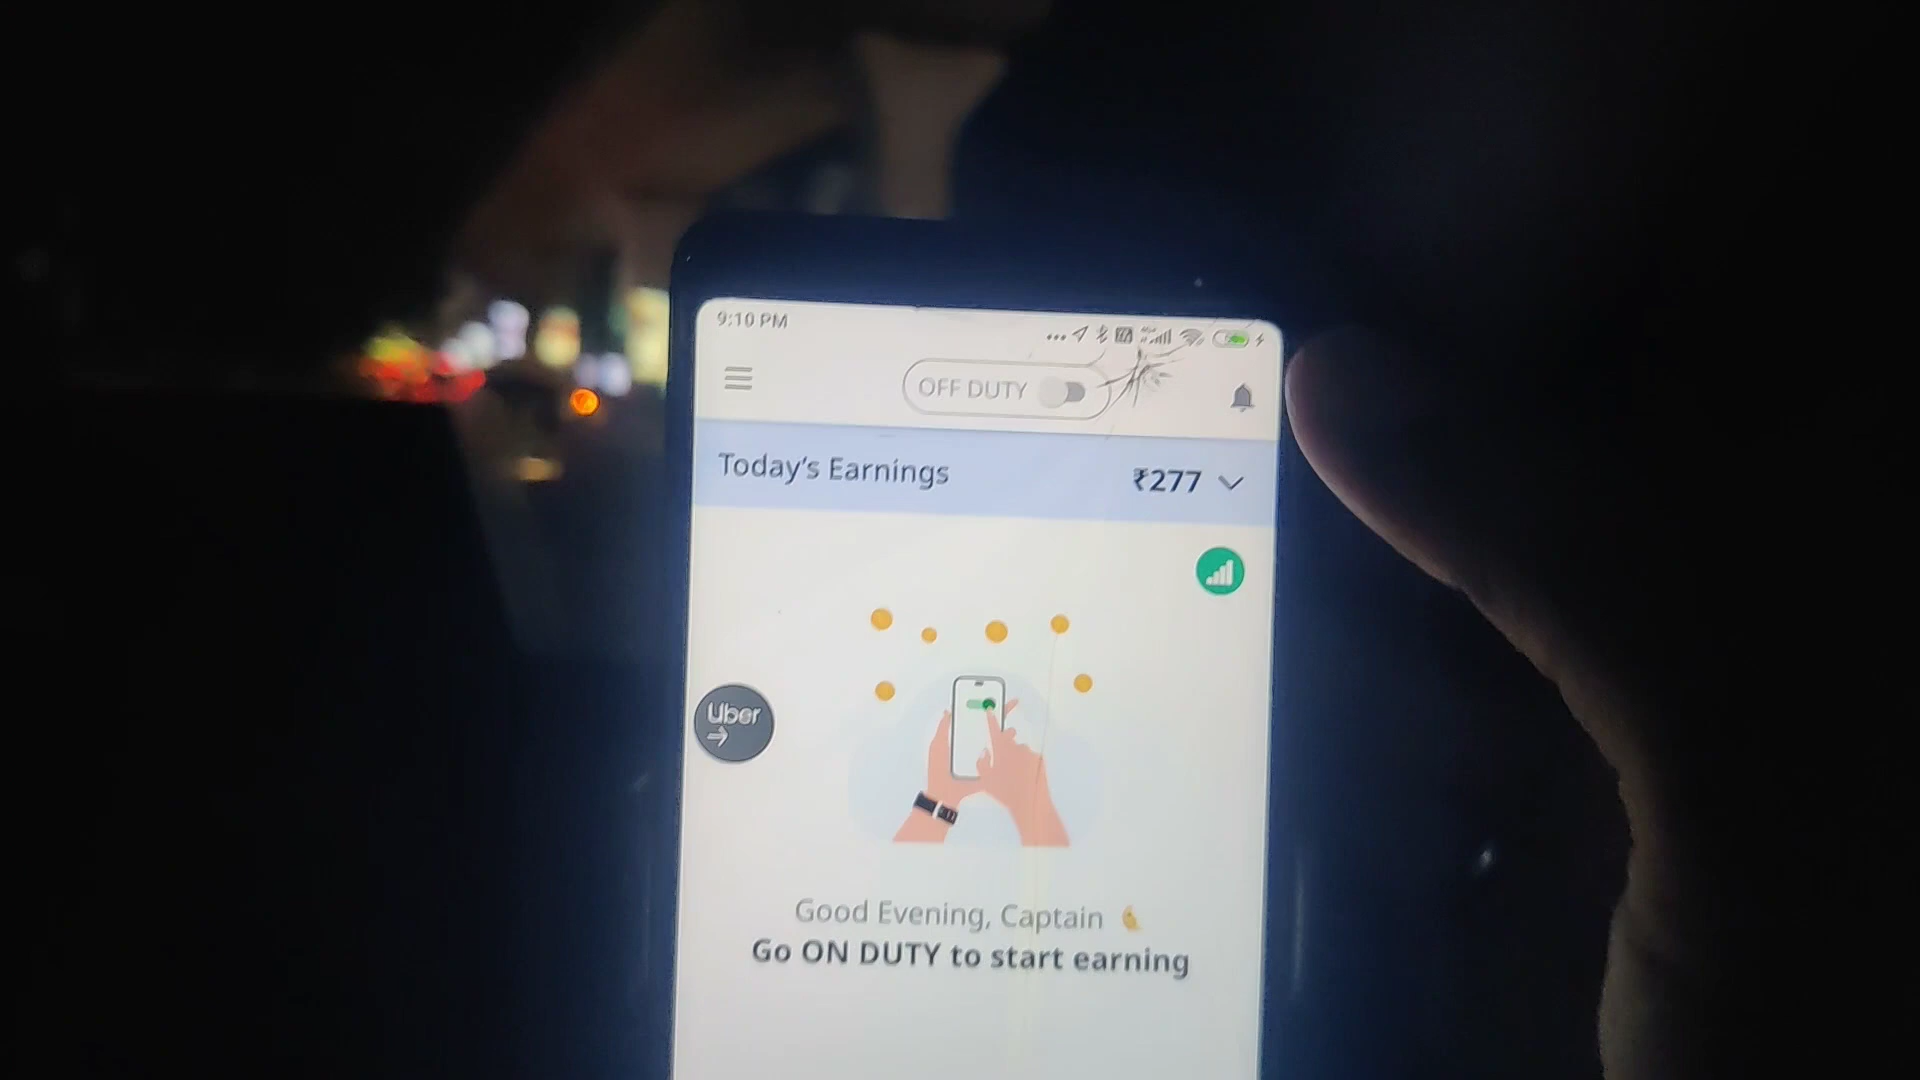 9:10 PM
OFF DUTY
Today's Earnings ₹277
Uber
Good Evening, Captain
Go ON DUTY to start earning